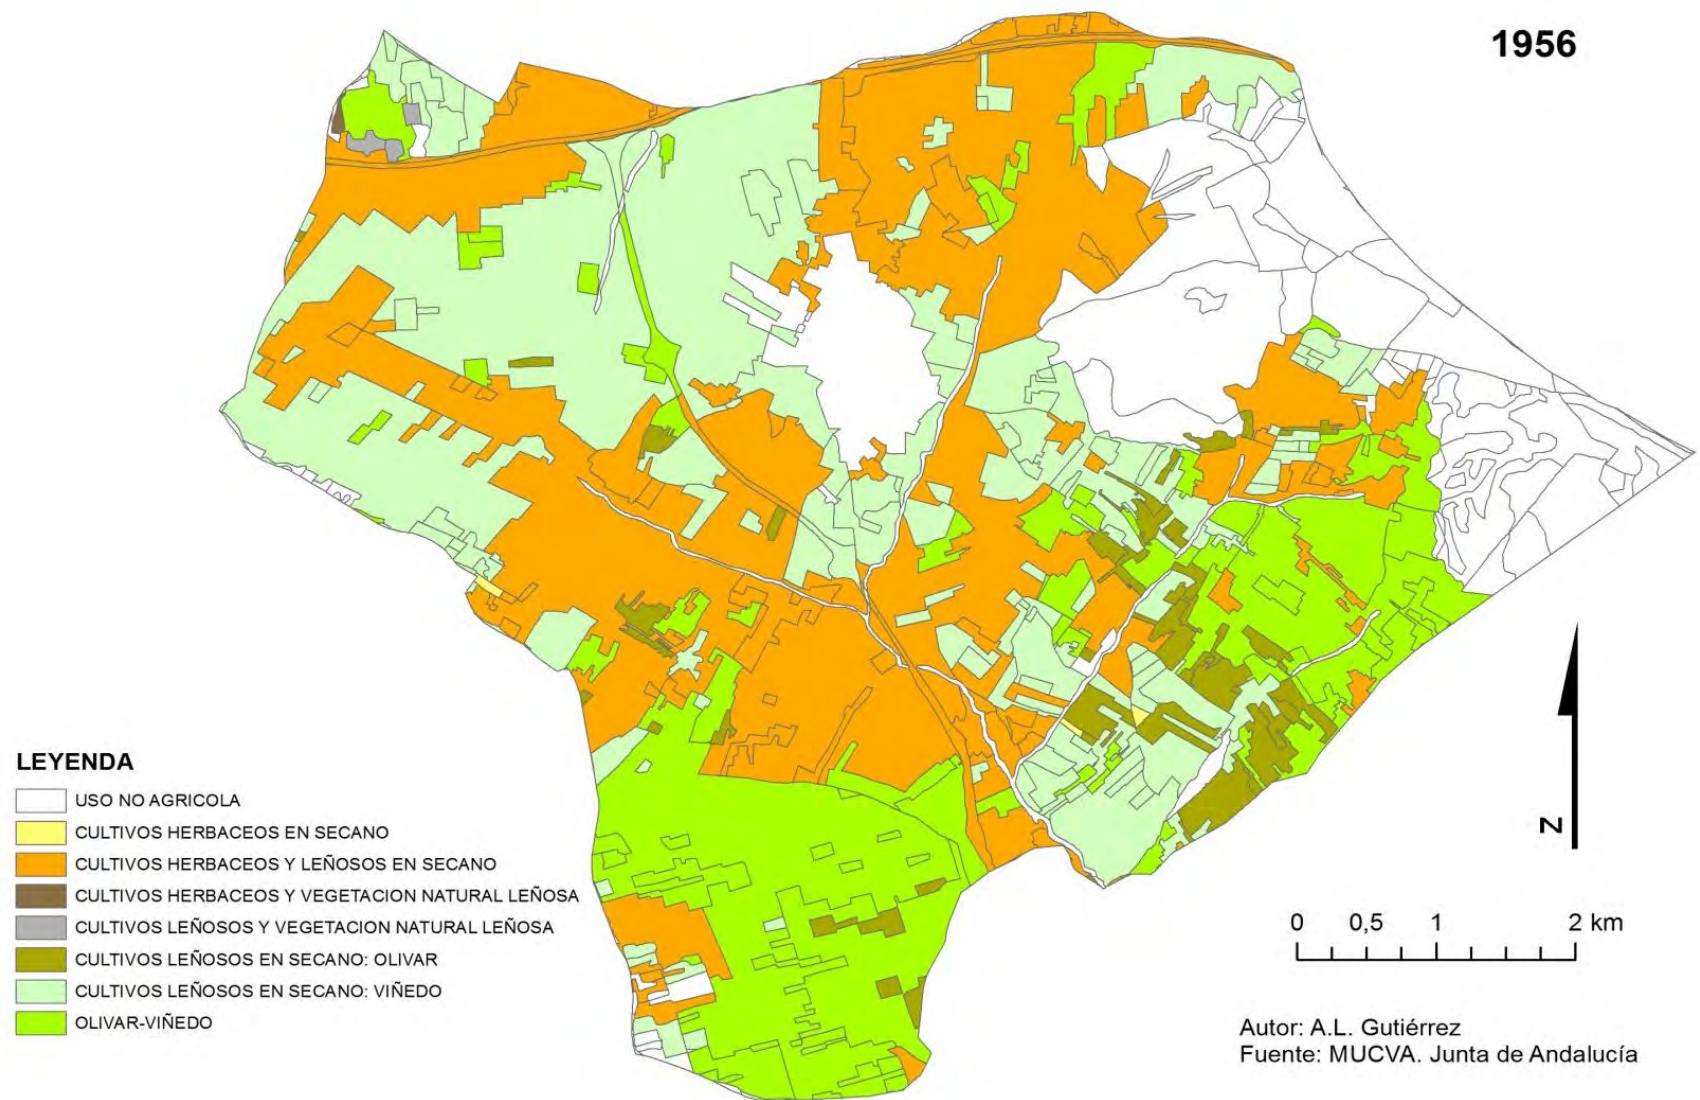 1956
LEYENDA
USO NO AGRICOLA
CULTIVOS HERBACEOS EN SECANO
CULTIVOS HERBACEOS Y LEÑOSOS EN SECANO
CULTIVOS HERBACEOS Y VEGETACION NATURAL LEÑOSA
CULTIVOS LEÑOSOS Y VEGETACION NATURAL LEÑOSA
CULTIVOS LEÑOSOS EN SECANO: OLIVAR
CULTIVOS LEÑOSOS EN SECANO: VIÑEDO
OLIVAR-VIÑEDO
N
0 0,5 1 2 km
Autor: A.L. Gutiérrez
Fuente: MUCVA. Junta de Andalucía